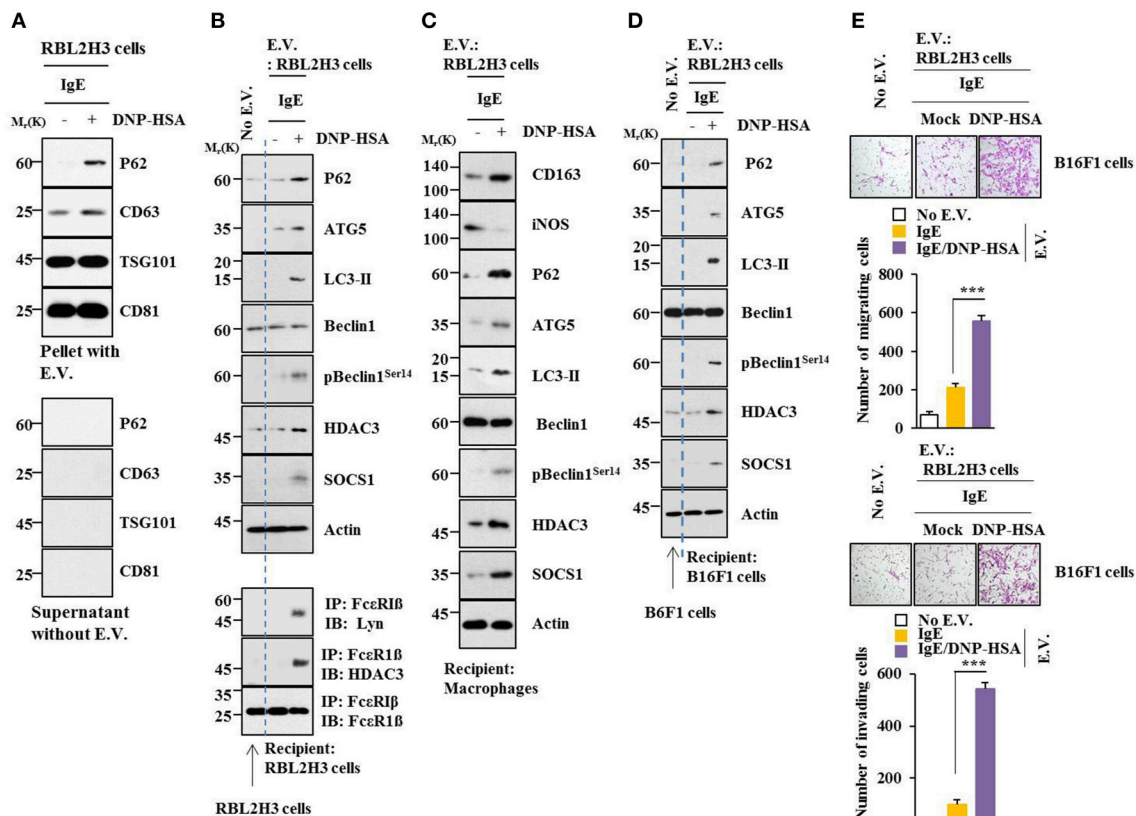 A
RBL2H3 cells
IgE
Mr(K) - + DNP-HSA
60 P62
25 CD63
45 TSG101
25 CD81
Pellet with
E.V.
60 P62
25 CD63
45 TSG101
25 CD81
Supernatant
without E.V.
B
E.V.
: RBL2H3 cells
No E.V.
IgE
Mr(K) - + DNP-HSA
60 P62
35 ATG5
20
15 LC3-II
60 Beclin1
60 pBeclin1Ser14
45 HDAC3
35 SOCS1
45 Actin
60 IP: FcεRIß
45 IB: Lyn
60 IP: FcεR1ß
45 IB: HDAC3
35 IP: FcεRIβ
25 IB: FcεR1ß
Recipient:
RBL2H3 cells
RBL2H3 cells
C
E.V.:
RBL2H3 cells
IgE
Mr(K) - + DNP-HSA
140 CD163
100
140 iNOS
100
60 P62
35 ATG5
20
15 LC3-II
60 Beclin1
60 pBeclin1Ser14
45 HDAC3
35 SOCS1
45 Actin
Recipient:
Macrophages
D
E.V.:
RBL2H3 cells
No E.V.
IgE
Mr(K) - + DNP-HSA
60 P62
35 ATG5
20
15 LC3-II
60 Beclin1
60 pBeclin1Ser14
45 HDAC3
35 SOCS1
45 Actin
Recipient:
B16F1 cells
B6F1 cells
E
E.V.:
RBL2H3 cells
No E.V.
IgE
Mock DNP-HSA
B16F1 cells
No E.V.
IgE
IgE/DNP-HSA
E.V.
Number of migrating cells
800
600
400
200
0
***
E.V.:
RBL2H3 cells
No E.V.
IgE
Mock DNP-HSA
B16F1 cells
No E.V.
IgE
IgE/DNP-HSA
E.V.
Number of invading cells
600
400
200
***